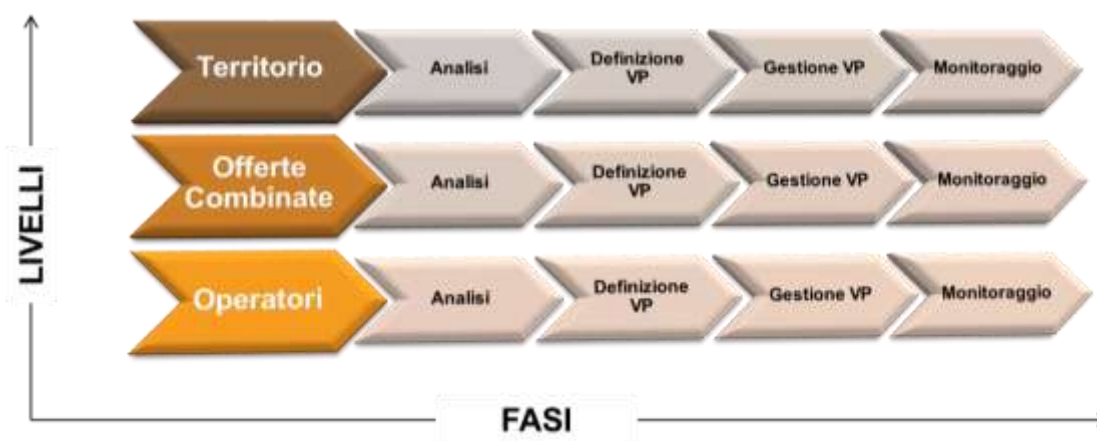 LIVELLI
Territorio
Analisi
Definizione
VP
Gestione VP
Monitoraggio
Offerte
Combinate
Analisi
Definizione
VP
Gestione VP
Monitoraggio
Operatori
Analisi
Definizione
VP
Gestione VP
Monitoraggio
FASI